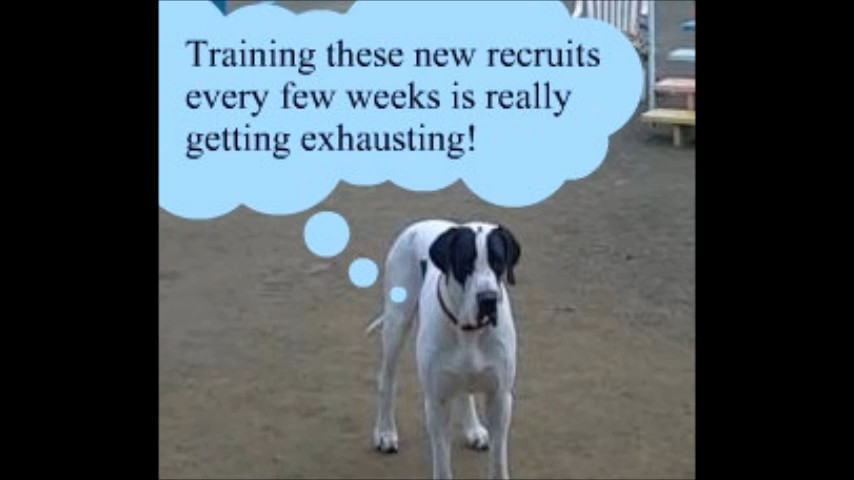 Training these new recruits
every few weeks is really
getting exhausting!